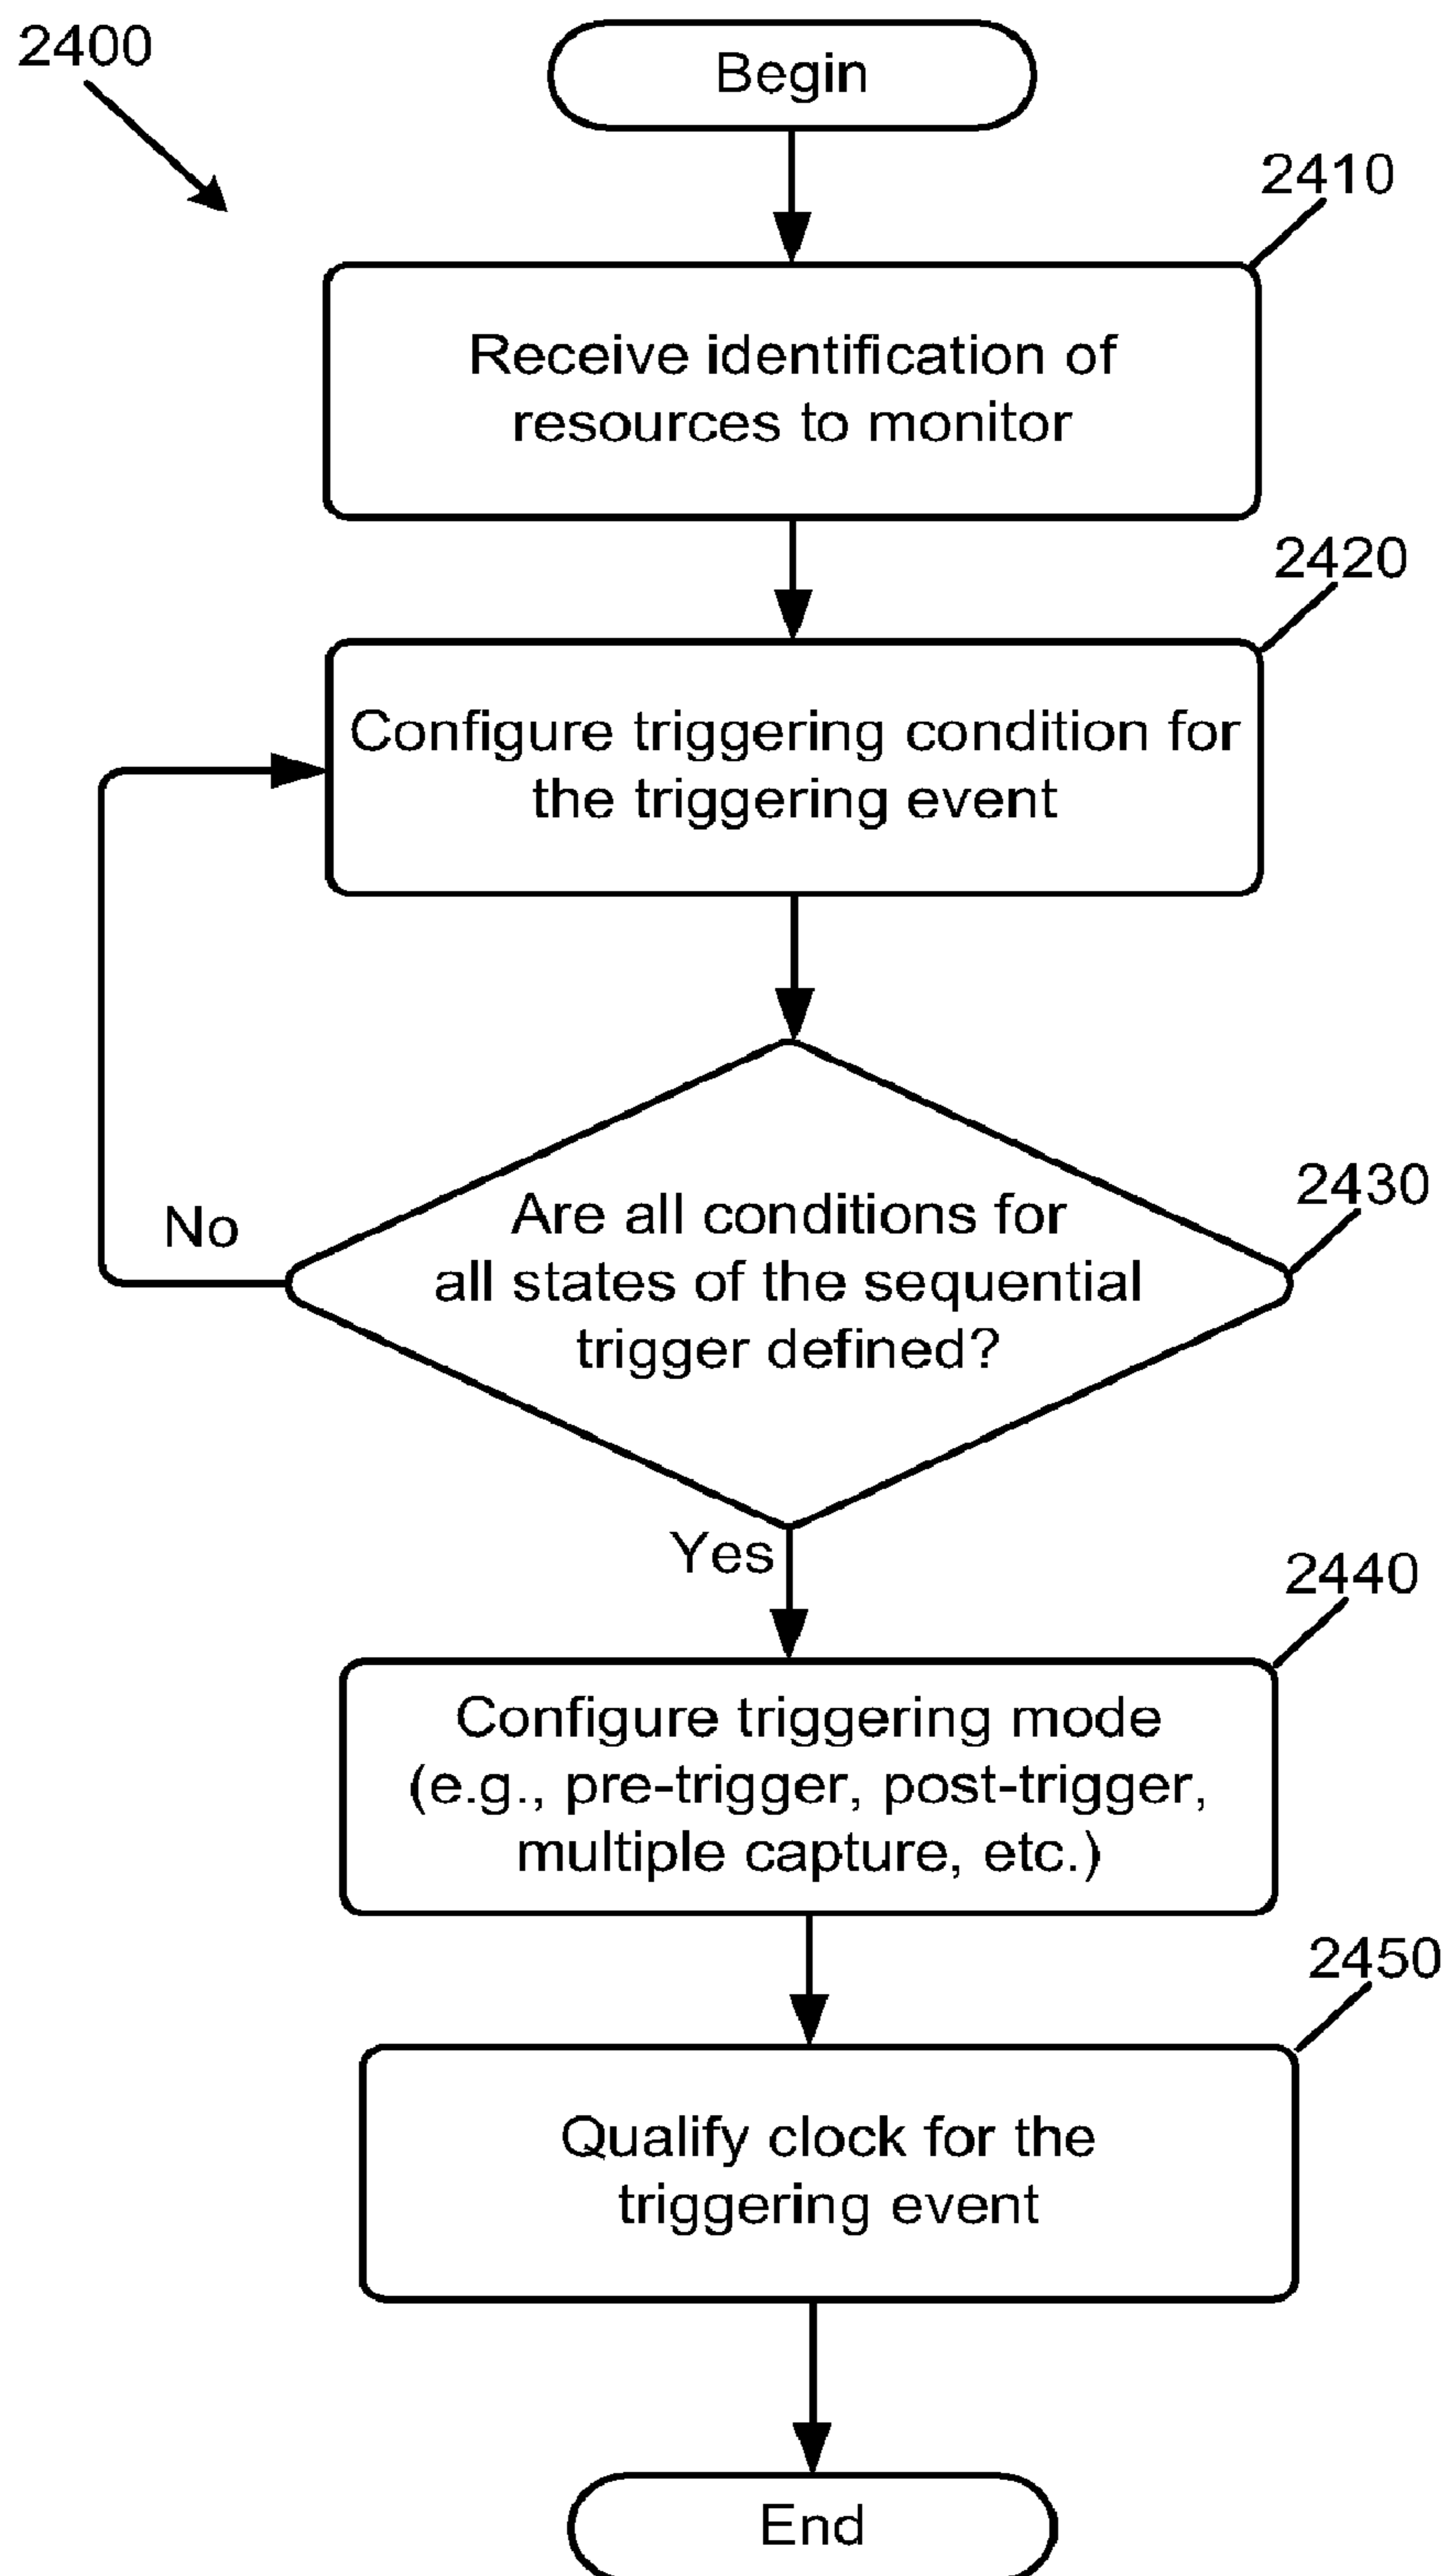 2400
Begin
2410
Receive identification of
resources to monitor
2420
Configure triggering condition for
the triggering event
2430
Are all conditions for
all states of the sequential
trigger defined?
No
Yes
2440
Configure triggering mode
(e.g., pre-trigger, post-trigger,
multiple capture, etc.)
2450
Qualify clock for the
triggering event
End